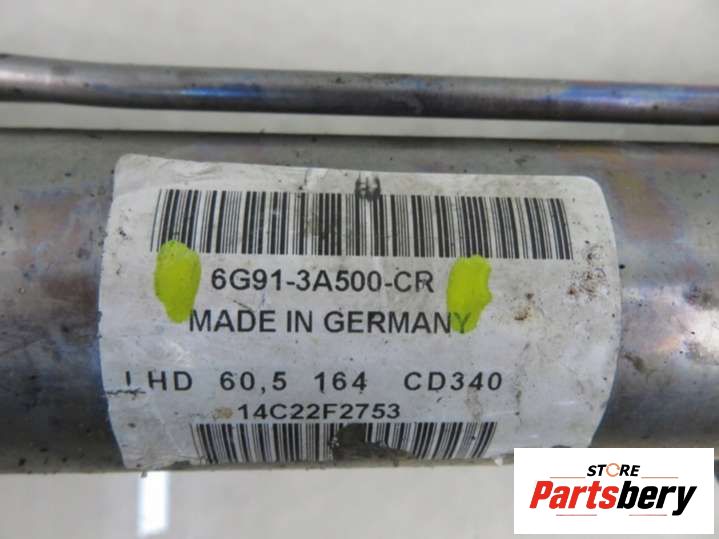 6G91-3A500-CR
MADE IN GERMANY
LHD 60,5 164 CD340
14C22F2753
STORE
Partsbery